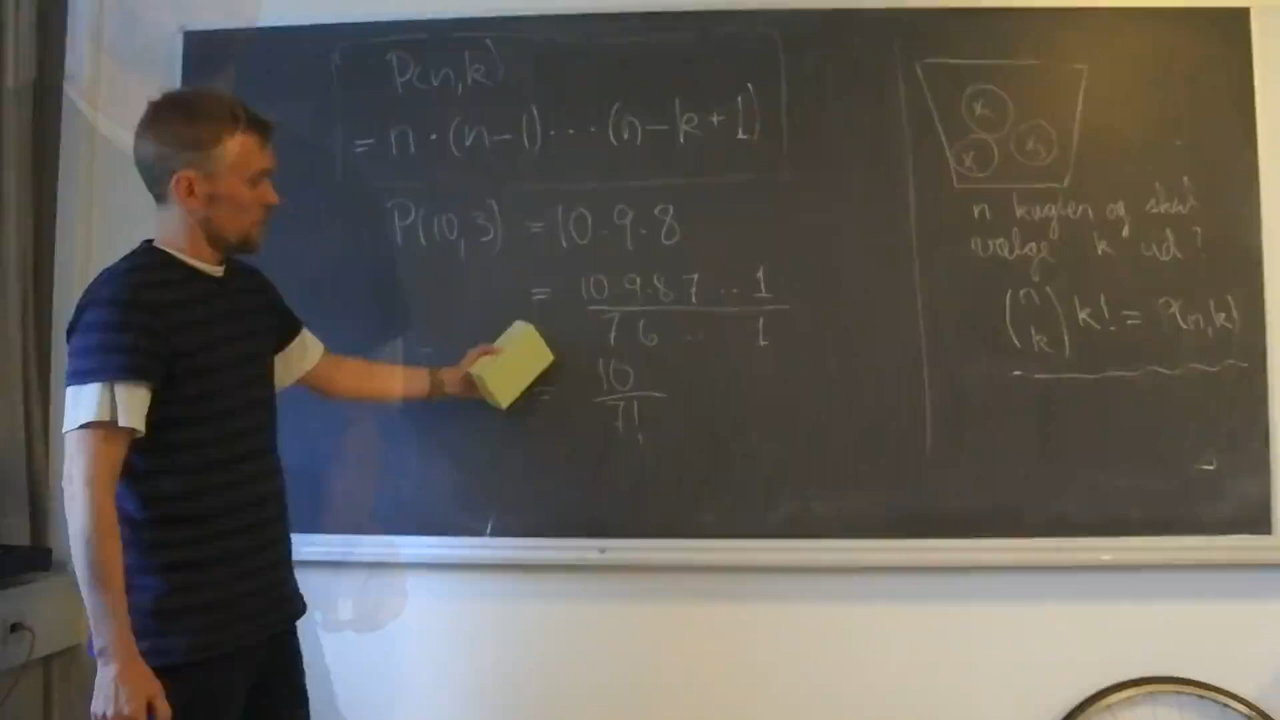 P(n,k)
= n · (n-1) ··· (n-k+1)
P(10,3) = 10·9·8
= 10·9·8·7 ·· 1
7 6 ·· 1
= 10
7!
n kuglen og skal
vælge k ud?
(n k) k! = P(n,k)